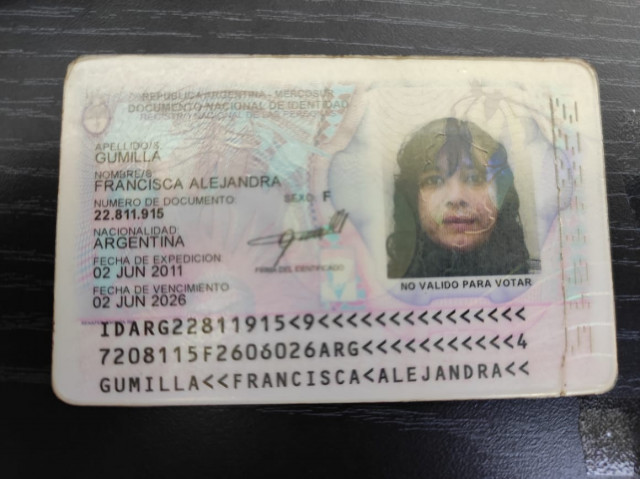 REPUBLICA ARGENTINA - MERCOSUR
DOCUMENTO NACIONAL DE IDENTIDAD
REGISTRO NACIONAL DE LAS PERSONAS
APELLIDO/S
GUMILLA
NOMBRE/S
FRANCISCA ALEJANDRA
NUMERO DE DOCUMENTO
SEXO F
22.811.915
NACIONALIDAD
ARGENTINA
FECHA DE EXPEDICION
02 JUN 2011
FIRMA DEL IDENTIFICADO
FECHA DE VENCIMIENTO
02 JUN 2026
NO VALIDO PARA VOTAR
IDARG22811915<9<<<<<<<<<<<<<<<
7208115F2606026ARG<<<<<<<<<<<4
GUMILLA<<FRANCISCA<ALEJANDRA<<